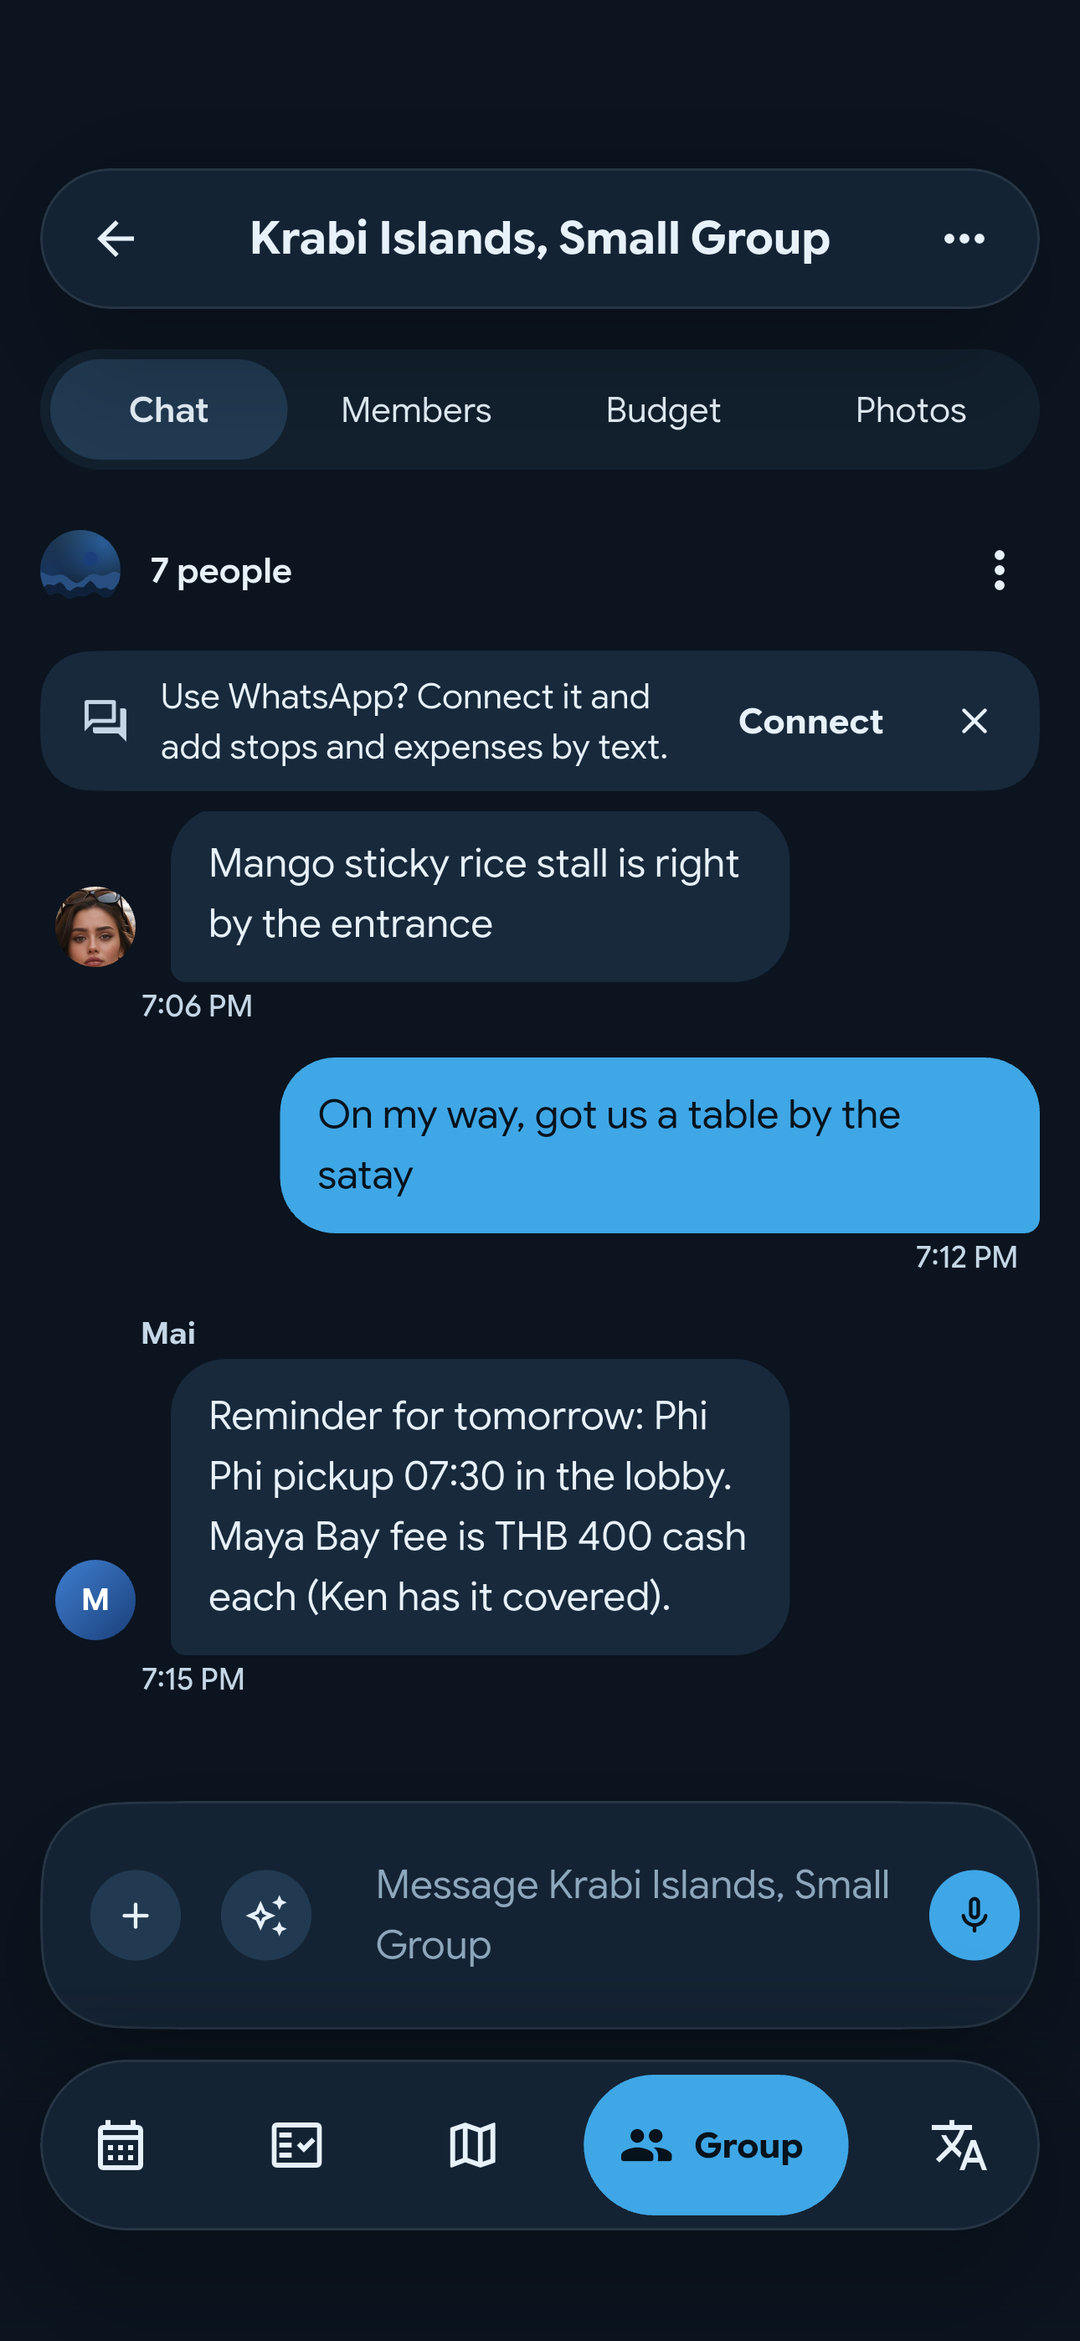 Krabi Islands, Small Group
Chat
Members
Budget
Photos
7 people
Use WhatsApp? Connect it and
add stops and expenses by text.
Connect
Mango sticky rice stall is right
by the entrance
7:06 PM
On my way, got us a table by the
satay
7:12 PM
Mai
Reminder for tomorrow: Phi
Phi pickup 07:30 in the lobby.
Maya Bay fee is THB 400 cash
each (Ken has it covered).
M
7:15 PM
Message Krabi Islands, Small
Group
Group